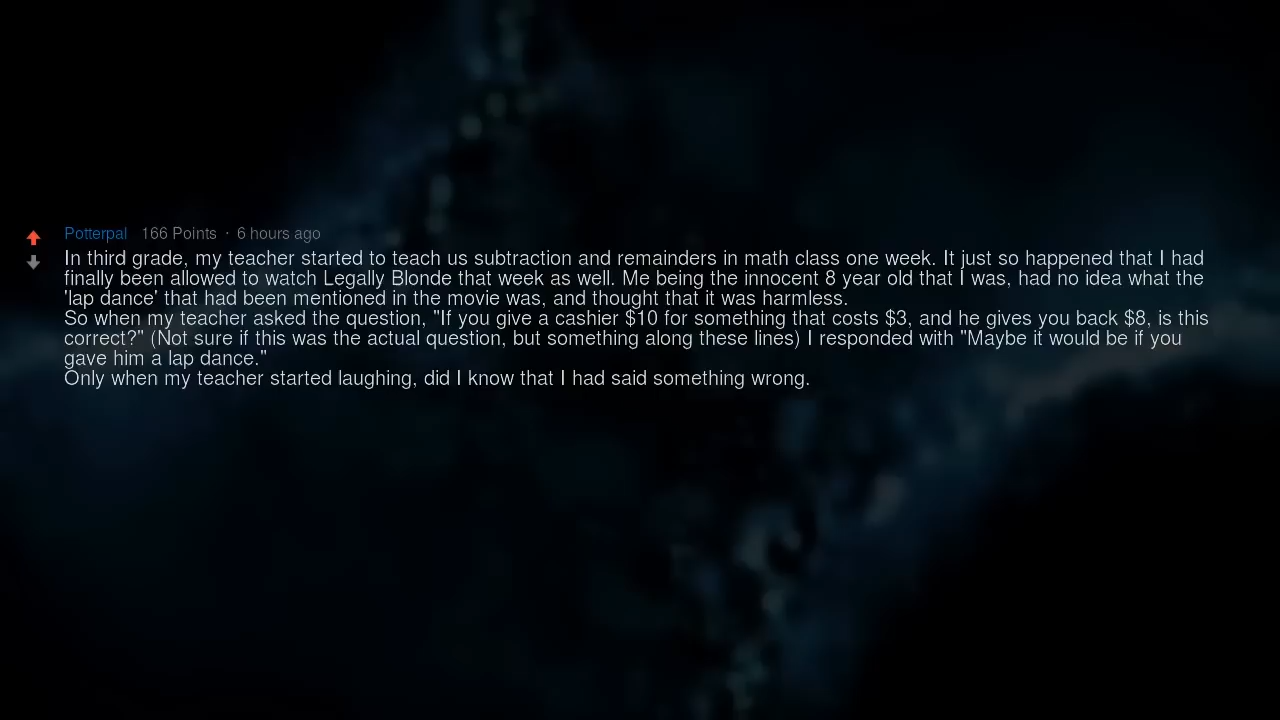 Potterpal 166 Points · 6 hours ago
In third grade, my teacher started to teach us subtraction and remainders in math class one week. It just so happened that I had
finally been allowed to watch Legally Blonde that week as well. Me being the innocent 8 year old that I was, had no idea what the
'lap dance' that had been mentioned in the movie was, and thought that it was harmless.
So when my teacher asked the question, "If you give a cashier $10 for something that costs $3, and he gives you back $8, is this
correct?" (Not sure if this was the actual question, but something along these lines) I responded with "Maybe it would be if you
gave him a lap dance."
Only when my teacher started laughing, did I know that I had said something wrong.